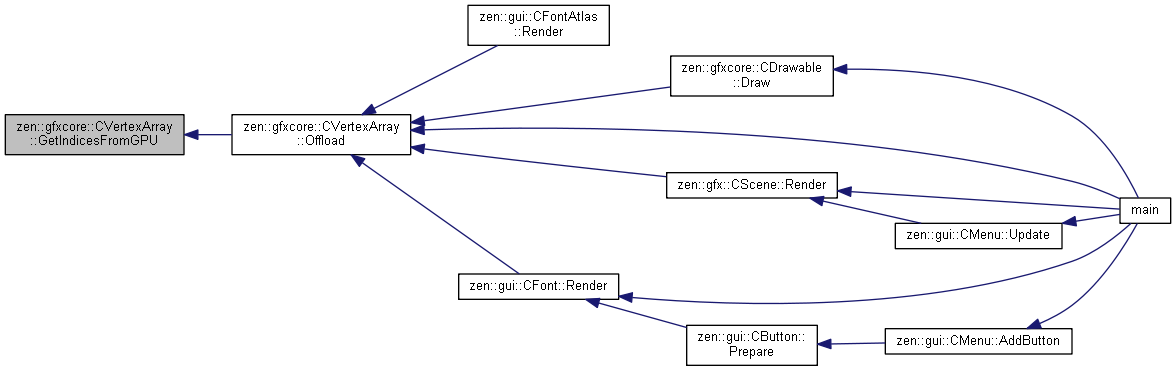 zen::gui::CFontAtlas
::Render
zen::gfxcore::CDrawable
::Draw
zen::gfxcore::CVertexArray
::GetIndicesFromGPU
zen::gfxcore::CVertexArray
::Offload
zen::gfx::CScene::Render
main
zen::gui::CMenu::Update
zen::gui::CFont::Render
zen::gui::CButton::
Prepare
zen::gui::CMenu::AddButton